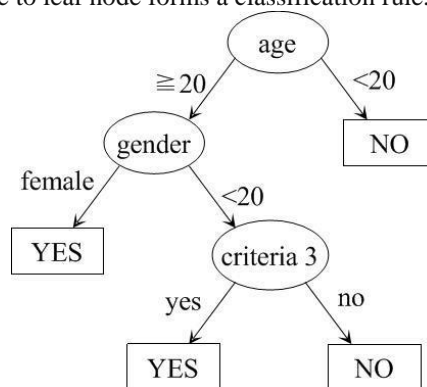 e to leaf node forms a classification rule.
age
≧20
<20
gender
NO
female
<20
YES
criteria 3
yes
no
YES
NO